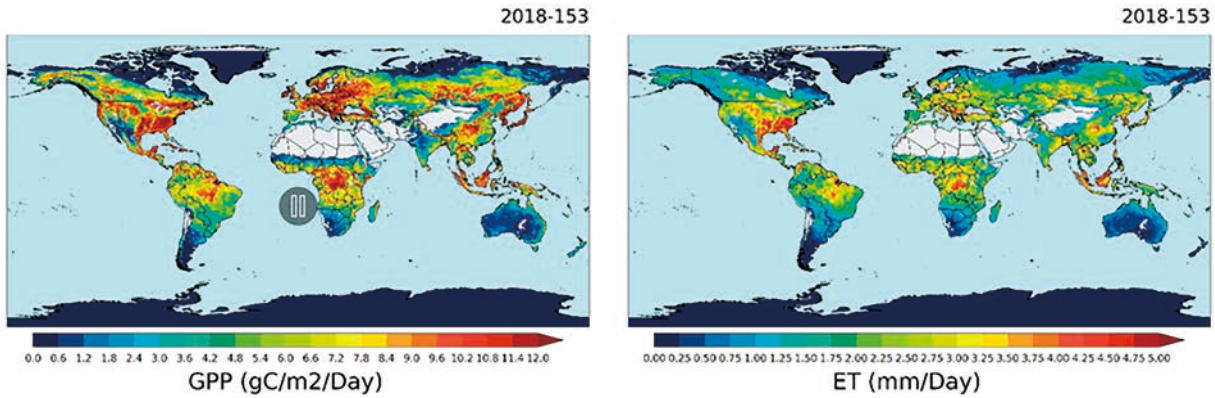 2018-153
0.0 0.6 1.2 1.8 2.4 3.0 3.6 4.2 4.8 5.4 6.0 6.6 7.2 7.8 8.4 9.0 9.6 10.2 10.8 11.4 12.0
GPP (gC/m2/Day)
2018-153
0.00 0.25 0.50 0.75 1.00 1.25 1.50 1.75 2.00 2.25 2.50 2.75 3.00 3.25 3.50 3.75 4.00 4.25 4.50 4.75 5.00
ET (mm/Day)